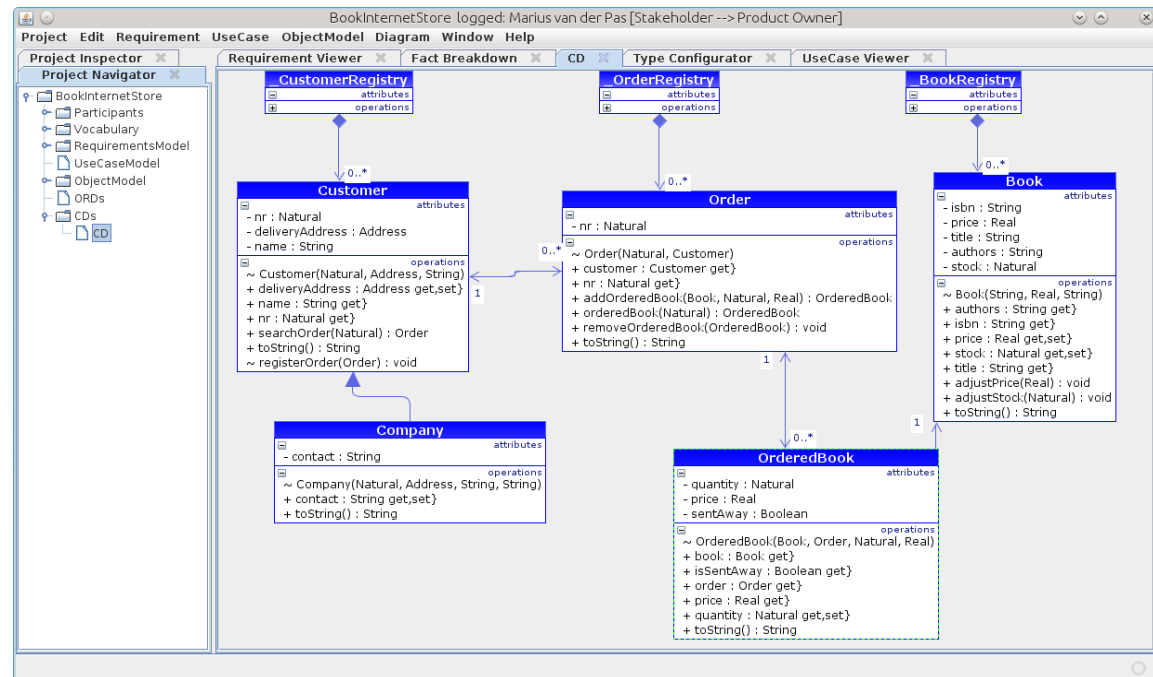 BookInternetStore logged: Marius van der Pas [Stakeholder --> Product Owner]
Project Edit Requirement UseCase ObjectModel Diagram Window Help
Project Inspector
Project Navigator
BookInternetStore
Participants
Vocabulary
RequirementsModel
UseCaseModel
ObjectModel
ORDs
CDs
CD
Requirement Viewer
Fact Breakdown
CD
Type Configurator
UseCase Viewer
_CustomerRegistry
attributes
operations
0..*
_OrderRegistry
attributes
operations
0..*
_BookRegistry
attributes
operations
0..*
Customer
attributes
- nr : Natural
- deliveryAddress : Address
- name : String
operations
~ Customer(Natural, Address, String)
+ deliveryAddress : Address get,set}
+ name : String get}
+ nr : Natural get}
+ searchOrder(Natural) : Order
+ toString() : String
~ registerOrder(Order) : void
1
0..*
Order
attributes
- nr : Natural
operations
~ Order(Natural, Customer)
+ customer : Customer get}
+ nr : Natural get}
+ addOrderedBook(Book, Natural, Real) : OrderedBook
+ orderedBook(Natural) : OrderedBook
+ removeOrderedBook(OrderedBook) : void
+ toString() : String
1
0..*
Book
attributes
- isbn : String
- price : Real
- title : String
- authors : String
- stock : Natural
operations
~ Book(String, Real, String)
+ authors : String get}
+ isbn : String get}
+ price : Real get,set}
+ stock : Natural get,set}
+ title : String get}
+ adjustPrice(Real) : void
+ adjustStock(Natural) : void
+ toString() : String
1
Company
attributes
- contact : String
operations
~ Company(Natural, Address, String, String)
+ contact : String get,set}
+ toString() : String
OrderedBook
attributes
- quantity : Natural
- price : Real
- sentAway : Boolean
operations
~ OrderedBook(Book, Order, Natural, Real)
+ book : Book get}
+ isSentAway : Boolean get}
+ order : Order get}
+ price : Real get}
+ quantity : Natural get,set}
+ toString() : String